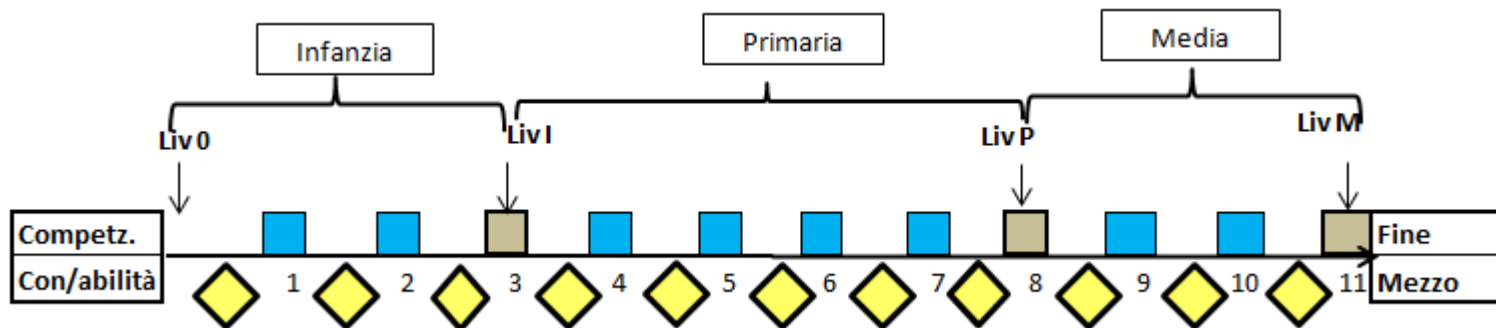 Infanzia
Primaria
Media
Liv 0
Liv I
Liv P
Liv M
Competz.
Fine
Con/abilità
1 2 3 4 5 6 7 8 9 10 11
Mezzo